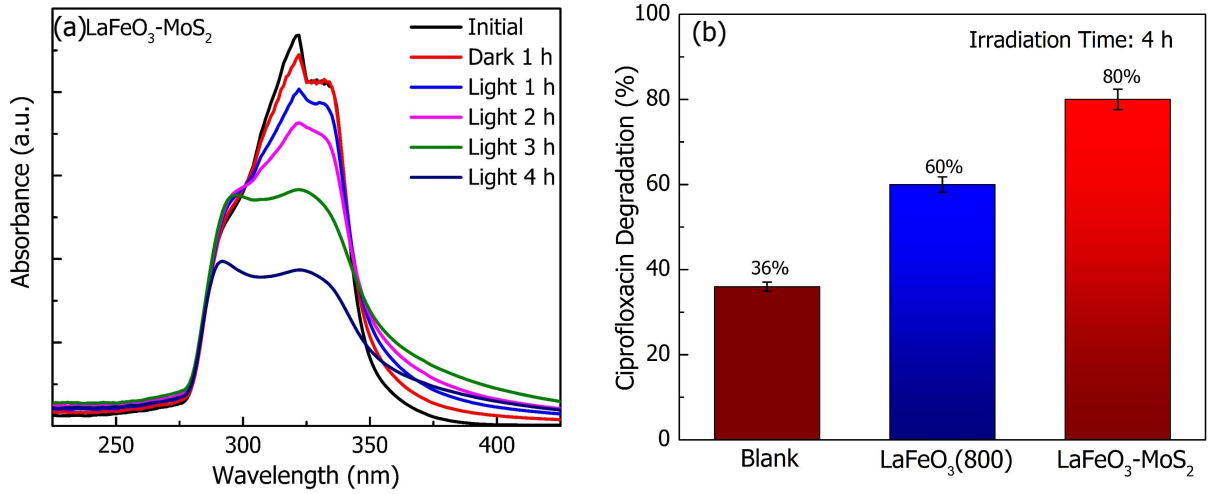 (a) LaFeO₃-MoS₂
Initial
Dark 1 h
Light 1 h
Light 2 h
Light 3 h
Light 4 h
Absorbance (a.u.)
250 300 350 400
Wavelength (nm)
(b)
Irradiation Time: 4 h
Ciprofloxacin Degradation (%)
100
80
60
40
20
0
36%
60%
80%
Blank LaFeO₃(800) LaFeO₃-MoS₂